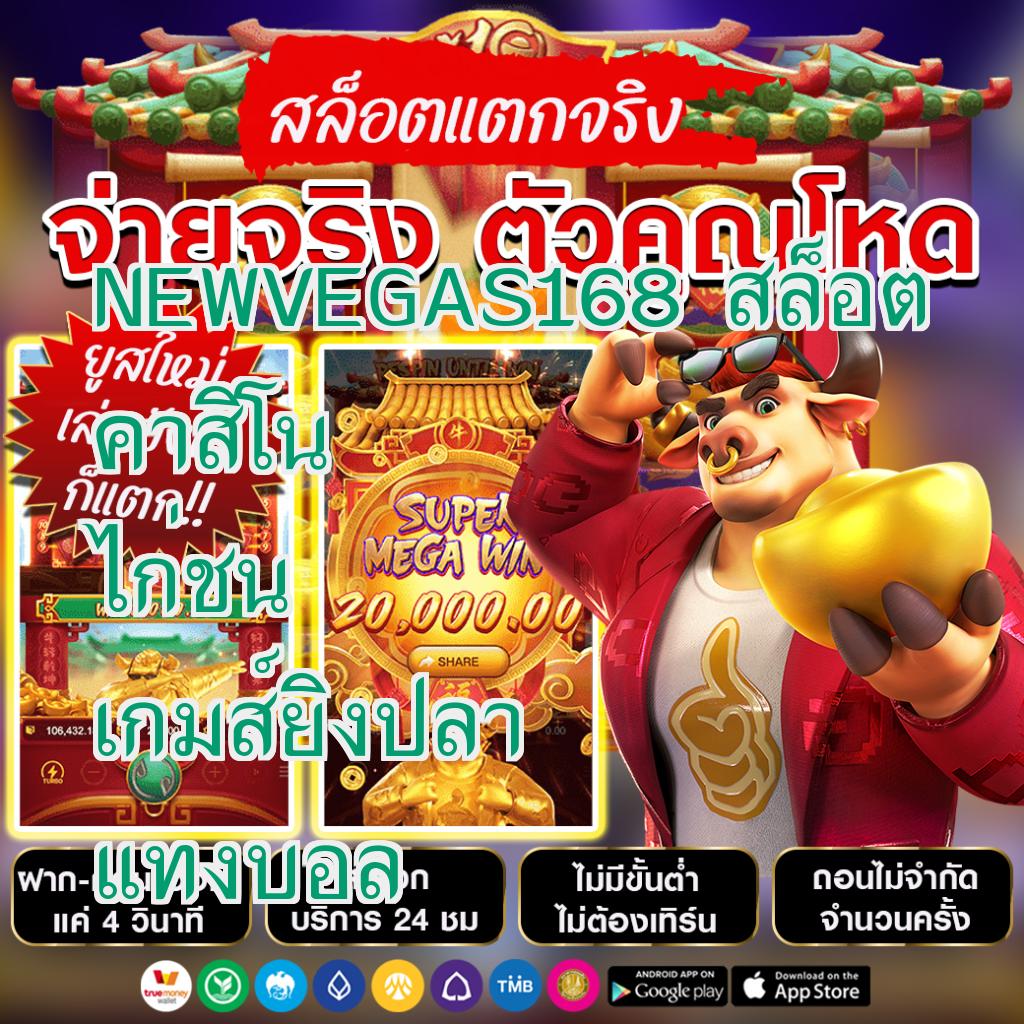 สล็อตแตกจริง
จ่ายจริง ตัวคูณโหด
NEWVEGAS168 สล็อต
ยูสใหม่
คาสิโน
ก็แตก!!
ไก่ชน
SUPER
MEGA WIN
20,000.00
SHARE
เกมส์ยิงปลา
TURBO
0.00
แทงบอล
ฝาก-
แค่ 4 วินาที
บริการ 24 ชม
ไม่มีขั้นต่ำ
ไม่ต้องเทิร์น
ถอนไม่จำกัด
จำนวนครั้ง
truemoney
wallet
TMB
ANDROID APP ON
Google play
Download on the
App Store